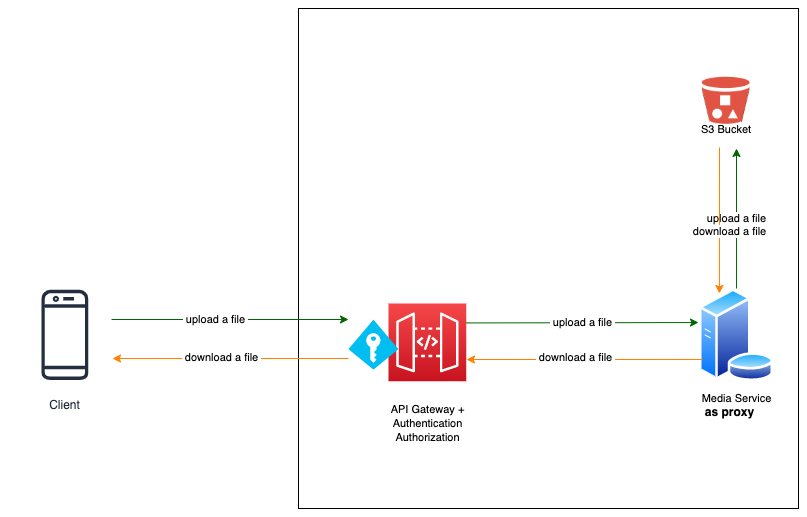 S3 Bucket
upload a file
download a file
upload a file
upload a file
download a file
download a file
Client
API Gateway +
Authentication
Authorization
Media Service
as proxy